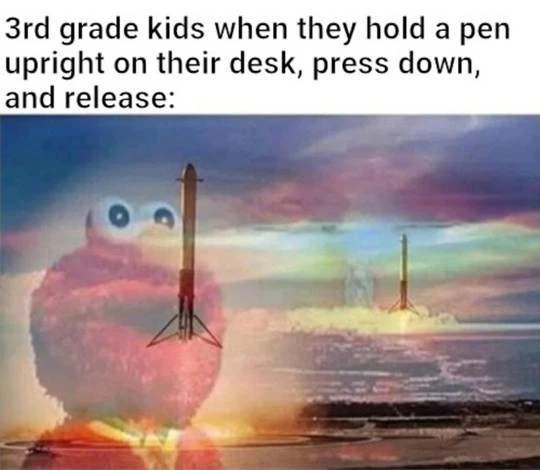 3rd grade kids when they hold a pen
upright on their desk, press down,
and release: